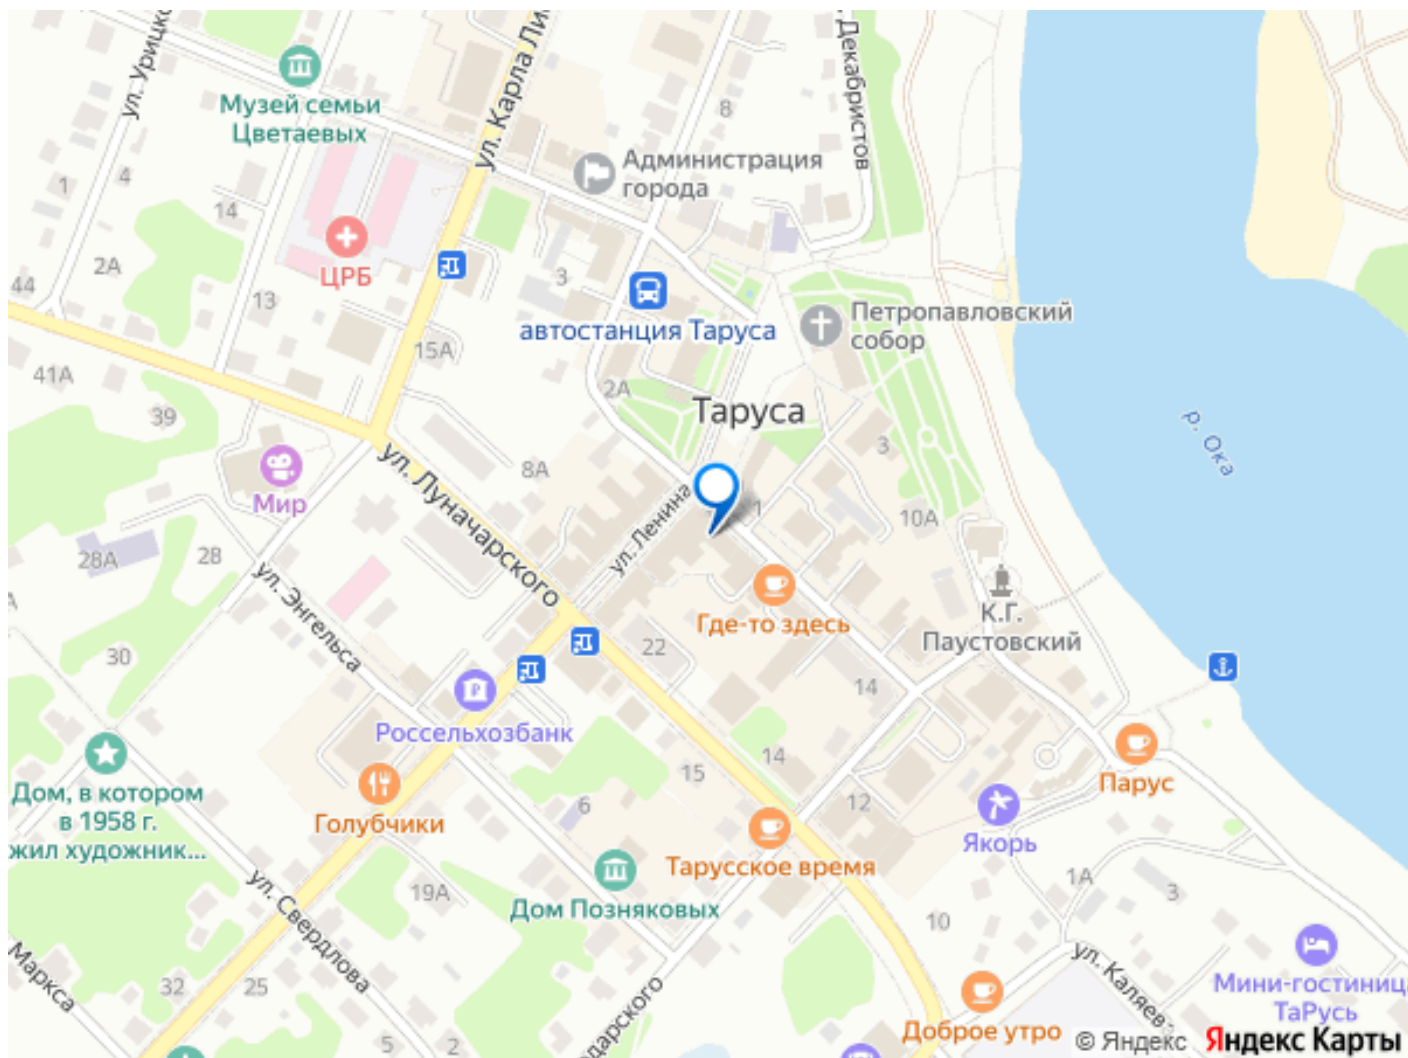 ул. Урицко
Музей семьи
Цветаевых
ул. Карла Ли
Декабристов
8
Администрация
города
1
4
14
2А
ЦРБ
44
13
3
автостанция Таруса
Петропавловский
собор
15А
41А
2А
39
Таруса
р. Ока
3
ул. Луначарского
8А
Мир
ул. Ленина
1
10А
28А
28
ул. Энгельса
Где-то здесь
К.Г.
Паустовский
22
30
14
Россельхозбанк
14
15
Парус
Дом, в котором
в 1958 г.
жил художник...
Голубчики
6
12
Якорь
Тарусское время
19А
1А
3
ул. Свердлова
Дом Позняковых
10
Маркса
32
25
ул. Каляева
Мини-гостиниц
ТаРусь
5
2
дарского
Доброе утро
© Яндекс Яндекс Карты